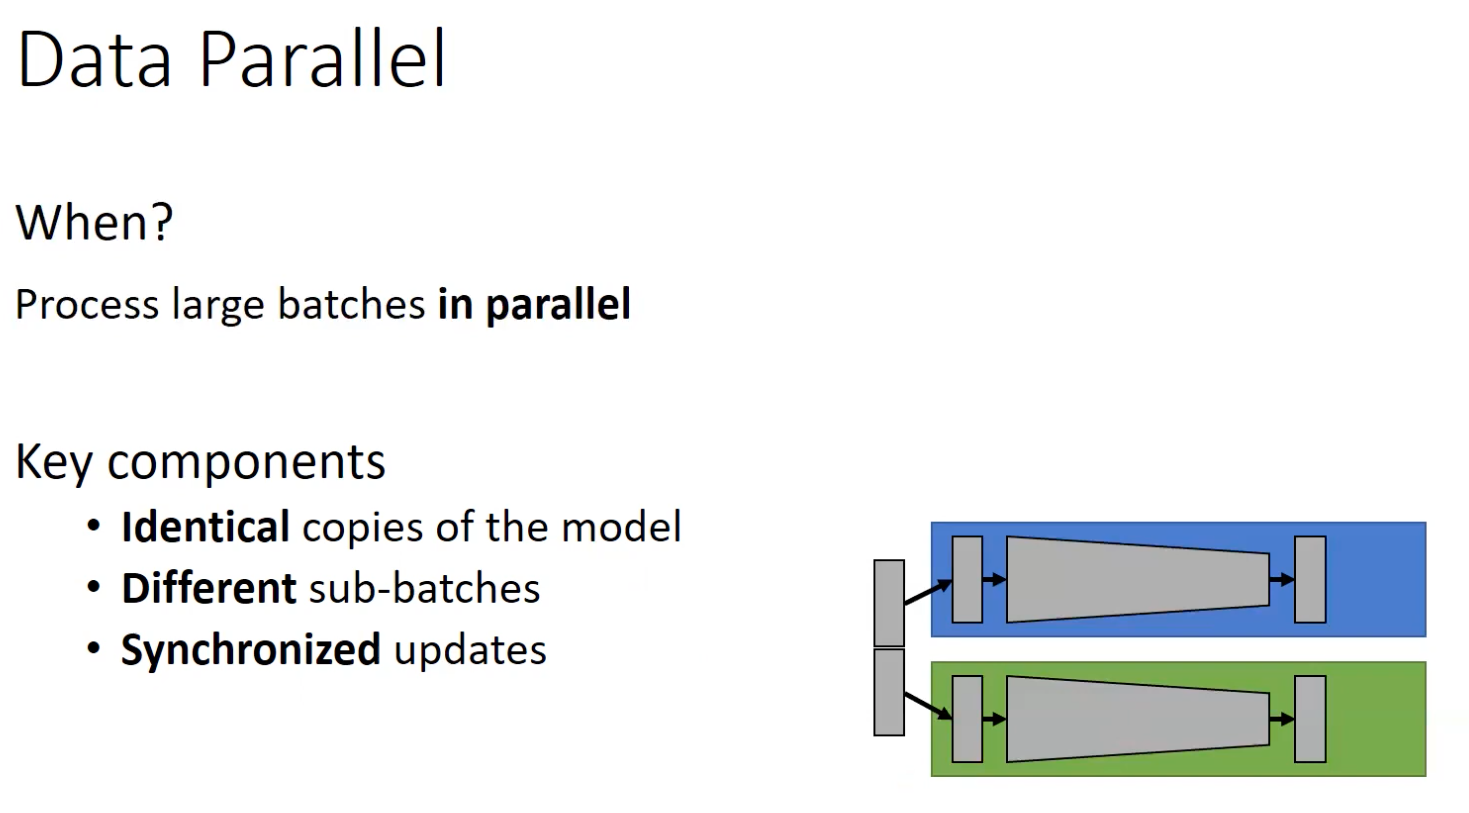 Data Parallel
When?
Process large batches in parallel
Key components
• Identical copies of the model
• Different sub-batches
• Synchronized updates